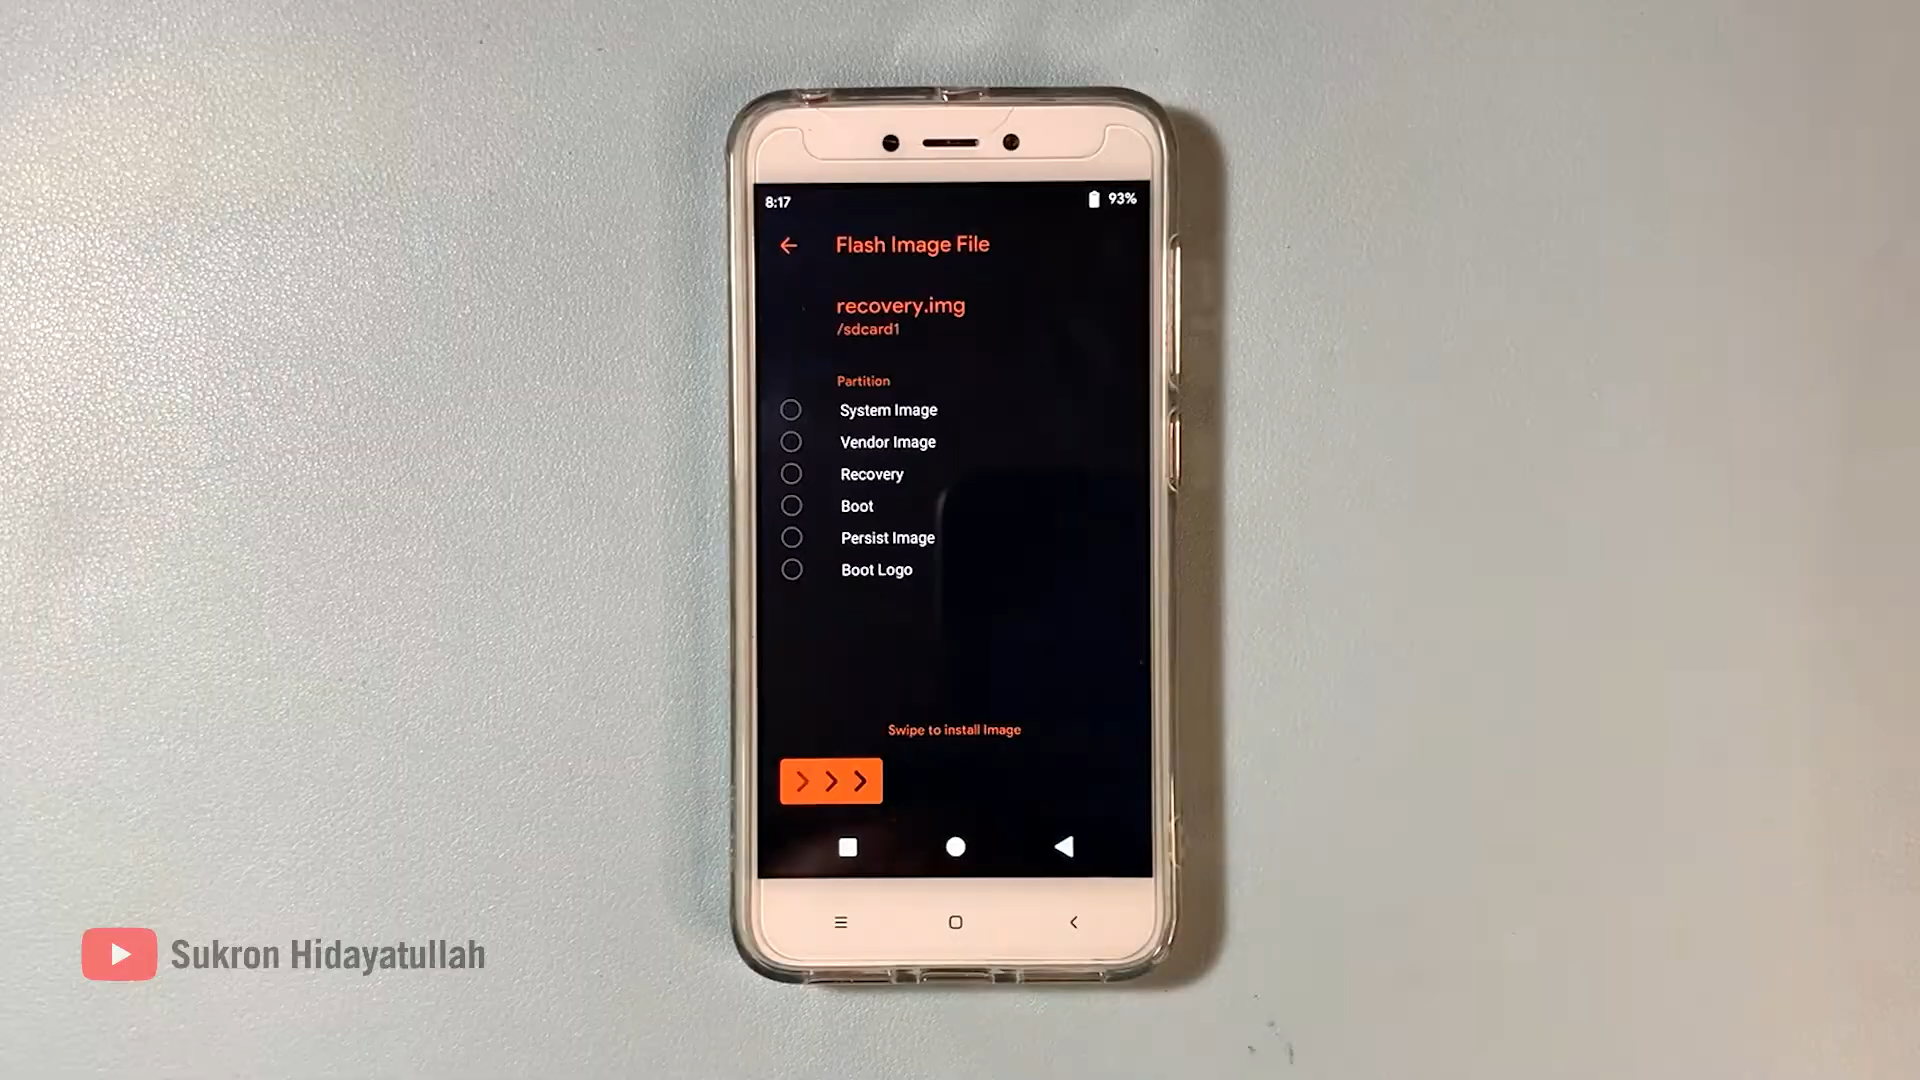 8:17
93%
Flash Image File
recovery.img
/sdcard1
Partition
System Image
Vendor Image
Recovery
Boot
Persist Image
Boot Logo
Swipe to install Image
Sukron Hidayatullah